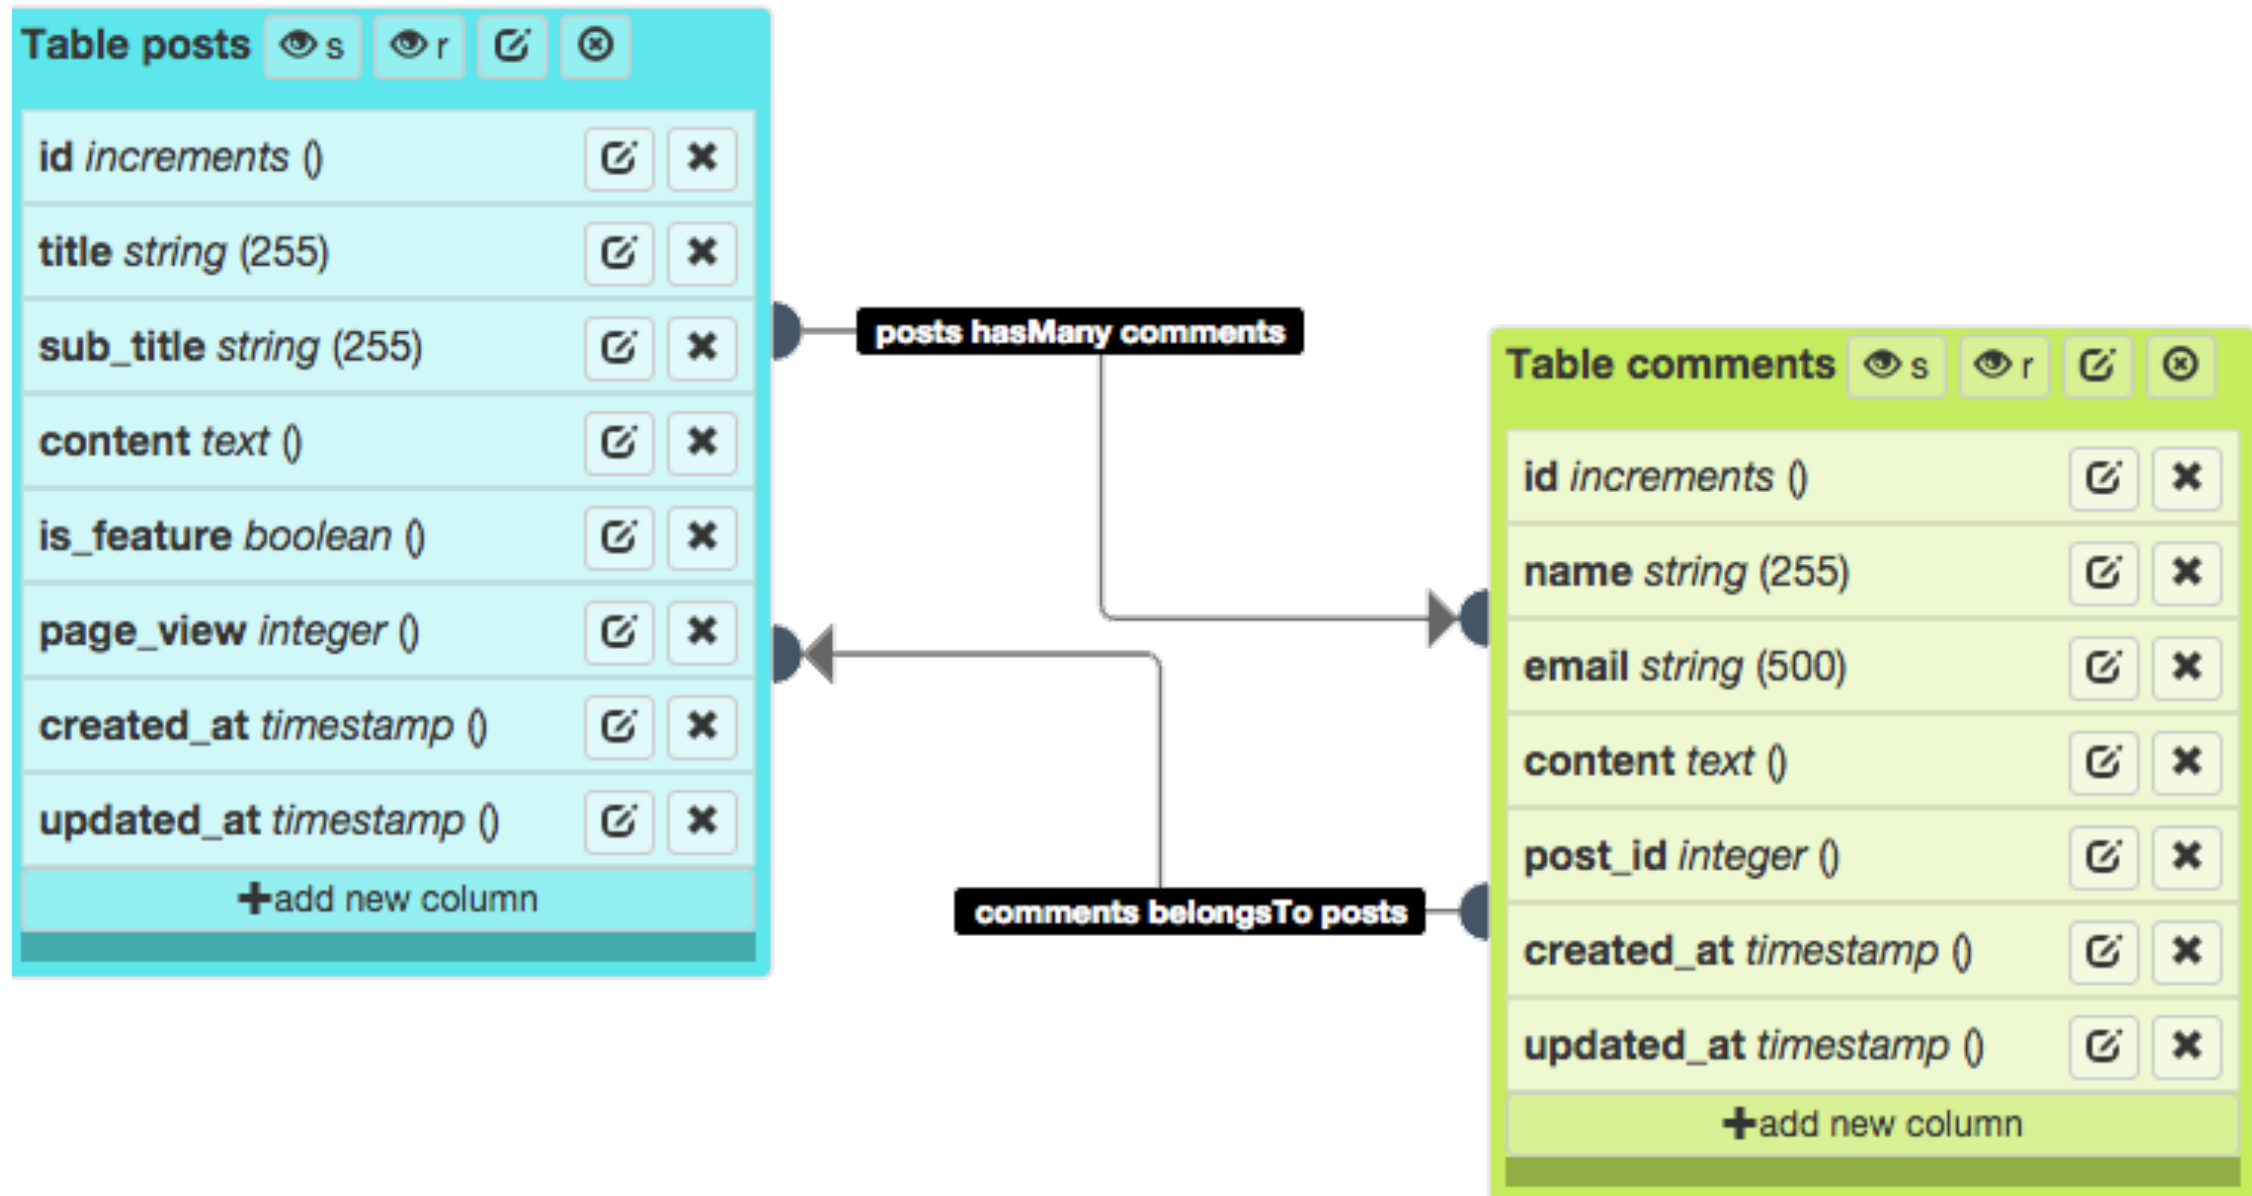 Table posts s r
id increments ()
title string (255)
sub_title string (255)
content text ()
is_feature boolean ()
page_view integer ()
created_at timestamp ()
updated_at timestamp ()
+add new column
posts hasMany comments
comments belongsTo posts
Table comments s r
id increments ()
name string (255)
email string (500)
content text ()
post_id integer ()
created_at timestamp ()
updated_at timestamp ()
+add new column